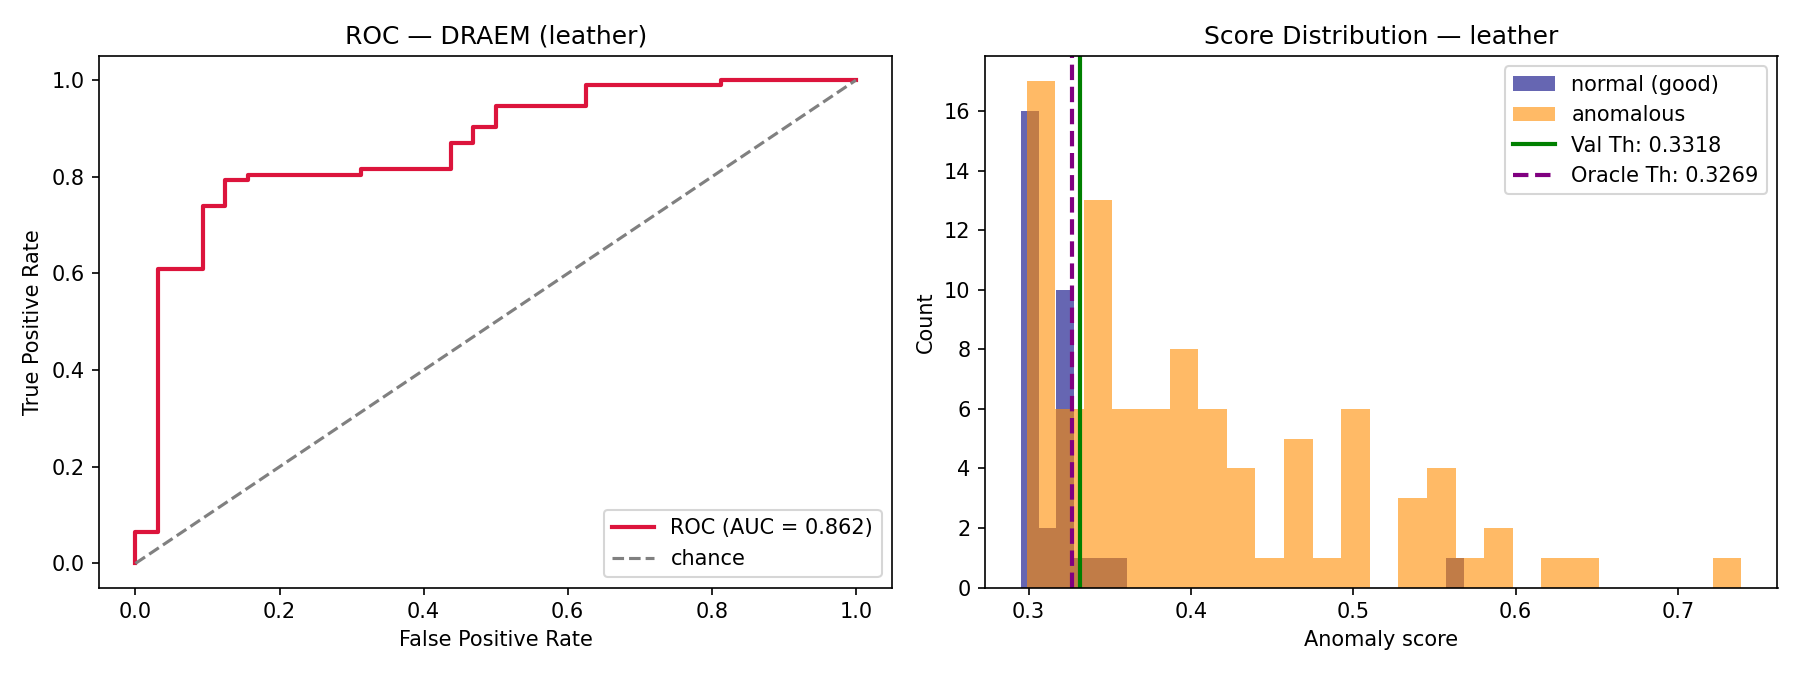 ROC — DRAEM (leather)
True Positive Rate
1.0
0.8
0.6
0.4
0.2
0.0
ROC (AUC = 0.862)
chance
0.0 0.2 0.4 0.6 0.8 1.0
False Positive Rate
Score Distribution — leather
Count
16
14
12
10
8
6
4
2
0
normal (good)
anomalous
Val Th: 0.3318
Oracle Th: 0.3269
0.3 0.4 0.5 0.6 0.7
Anomaly score